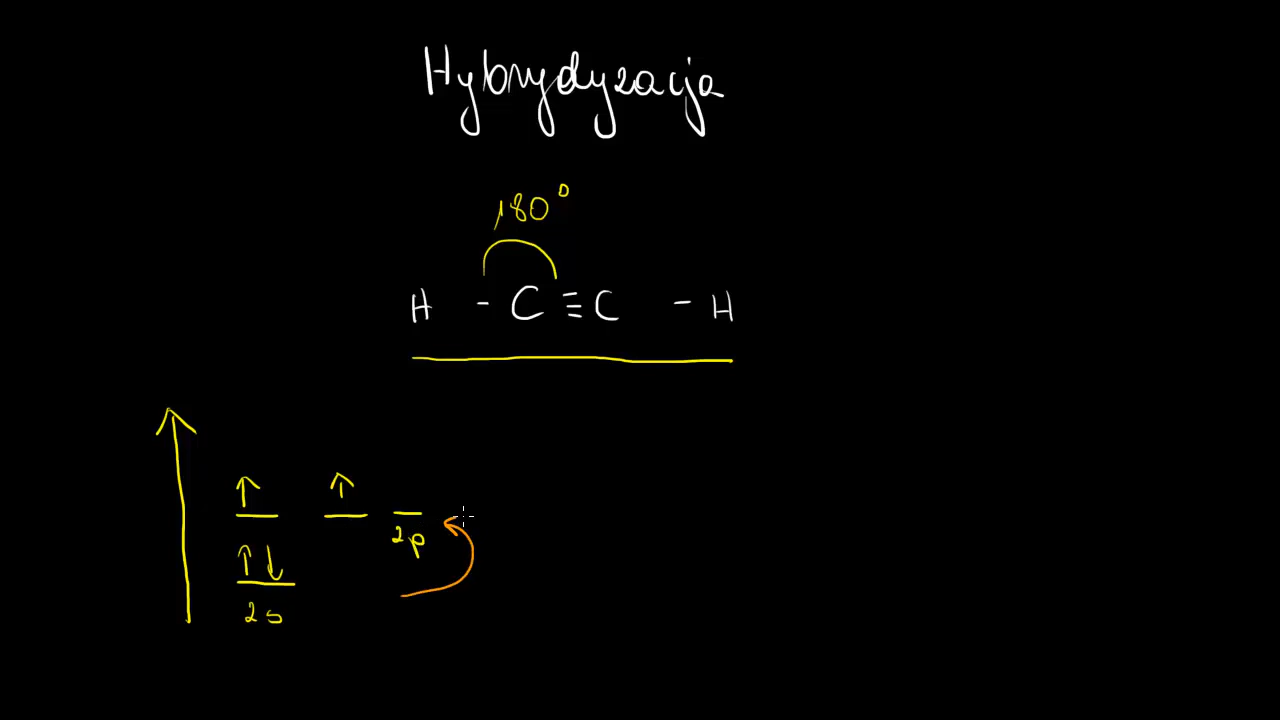 Hybrydyzacja
180°
H - C ≡ C - H
↑ ↑
2p
↑↓
2s